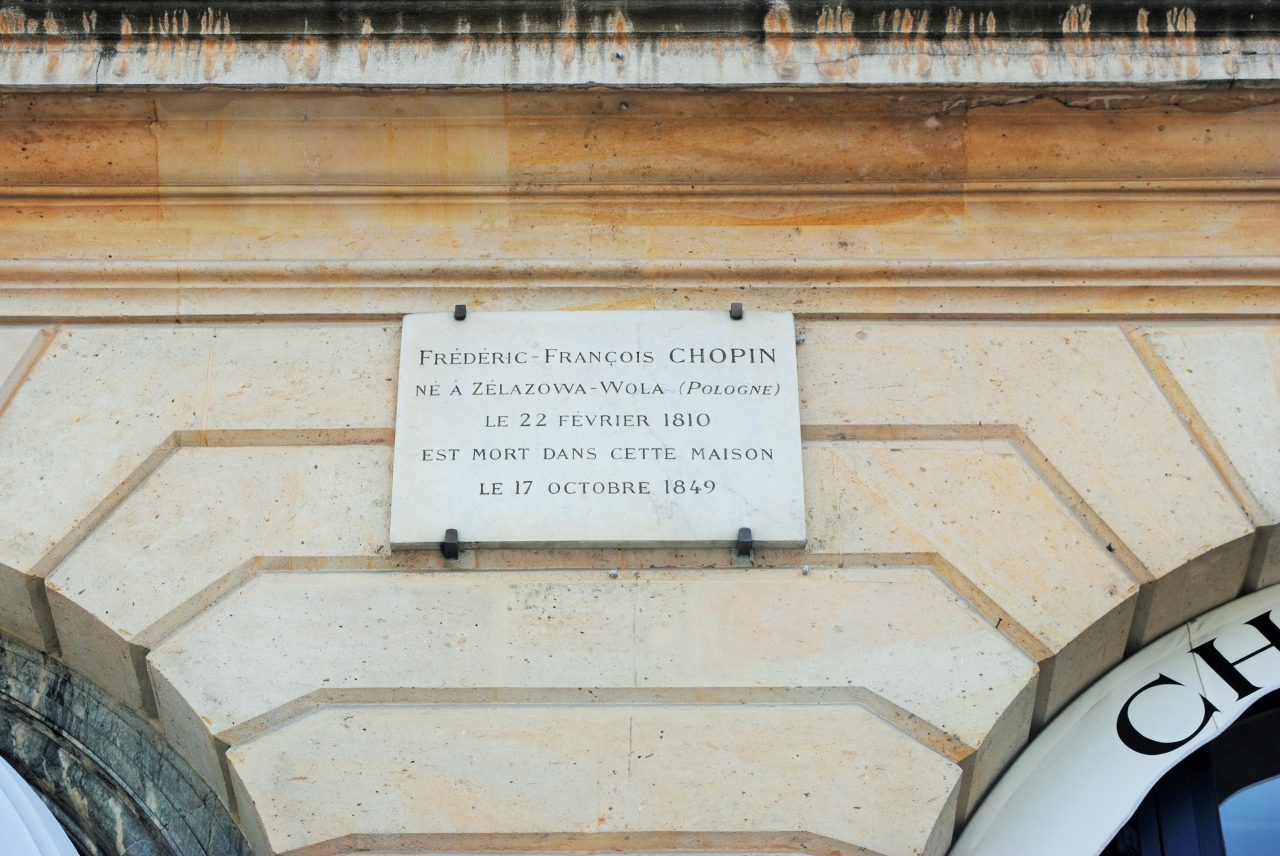 FRÉDÉRIC-FRANÇOIS CHOPIN
NÉ À ZÉLAZOWA-WOLA (POLOGNE)
LE 22 FÉVRIER 1810
EST MORT DANS CETTE MAISON
LE 17 OCTOBRE 1849
CH